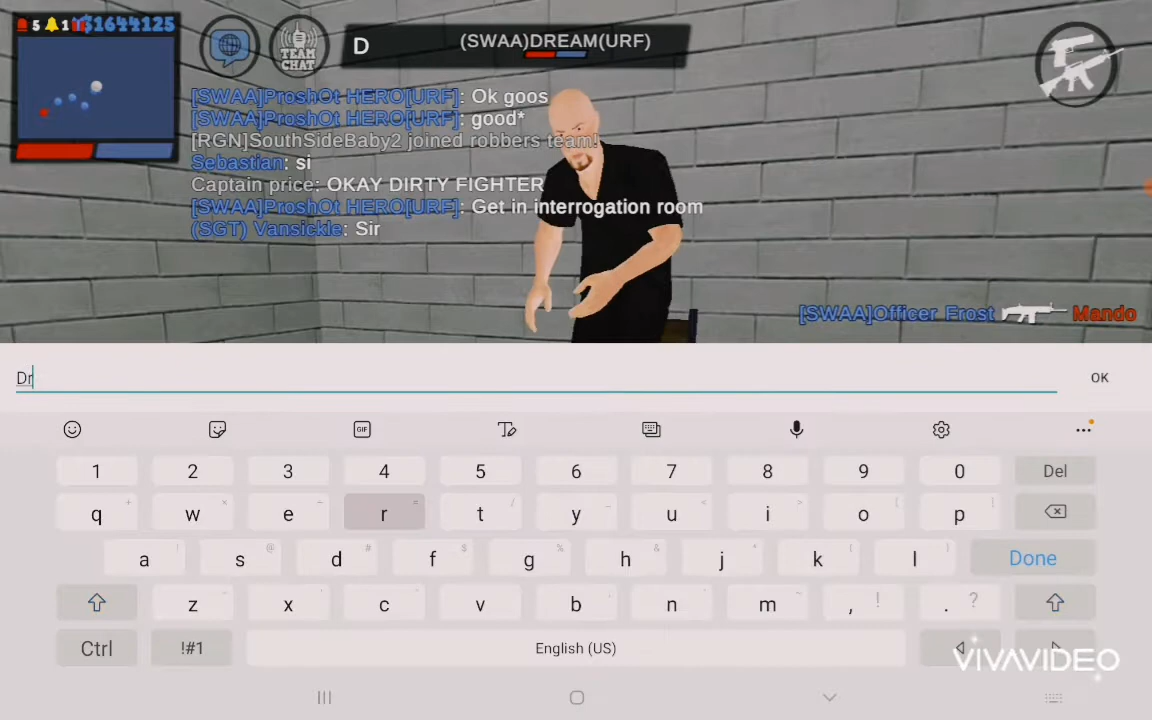 5 1 $1644125
TEAM CHAT
D
(SWAA)DREAM(URF)
[SWAA]ProshOt HERO[URF]: Ok goos
[SWAA]ProshOt HERO[URF]: good*
[RGN]SouthSideBaby2 joined robbers team!
Sebastian: si
Captain price: OKAY DIRTY FIGHTER
[SWAA]ProshOt HERO[URF]: Get in interrogation room
(SGT) Vansickle: Sir
[SWAA]Officer Frost Mando
Dr OK
GIF
1 2 3 4 5 6 7 8 9 0 Del
q w e r t y u i o p
a s d f g h j k l Done
z x c v b n m , ! . ?
Ctrl !#1 English (US)
VIVAVIDEO